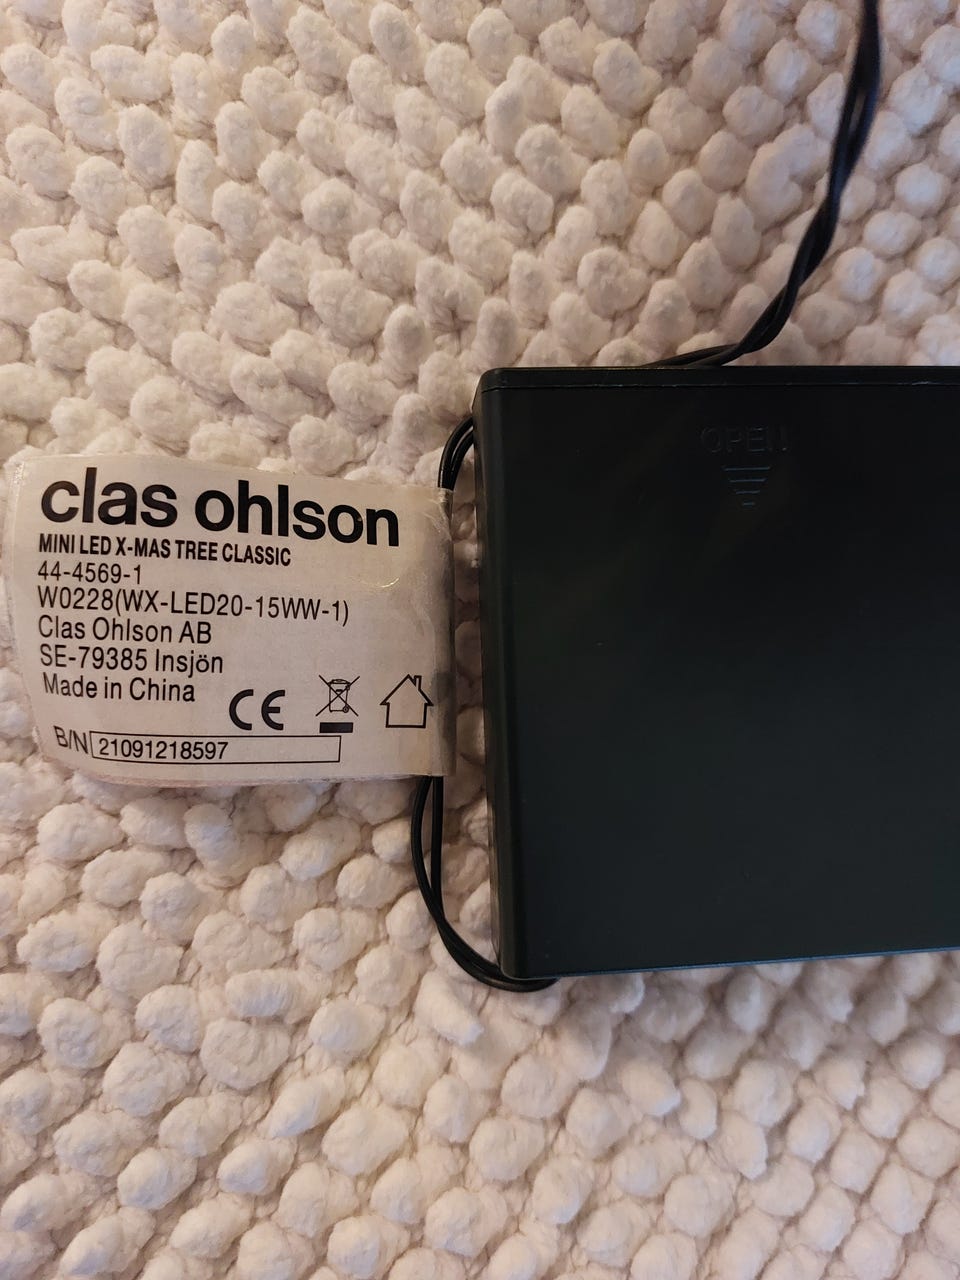 clas ohlson
MINI LED X-MAS TREE CLASSIC
44-4569-1
W0228(WX-LED20-15WW-1)
Clas Ohlson AB
SE-79385 Insjön
Made in China
CE
B/N 21091218597
OPEN